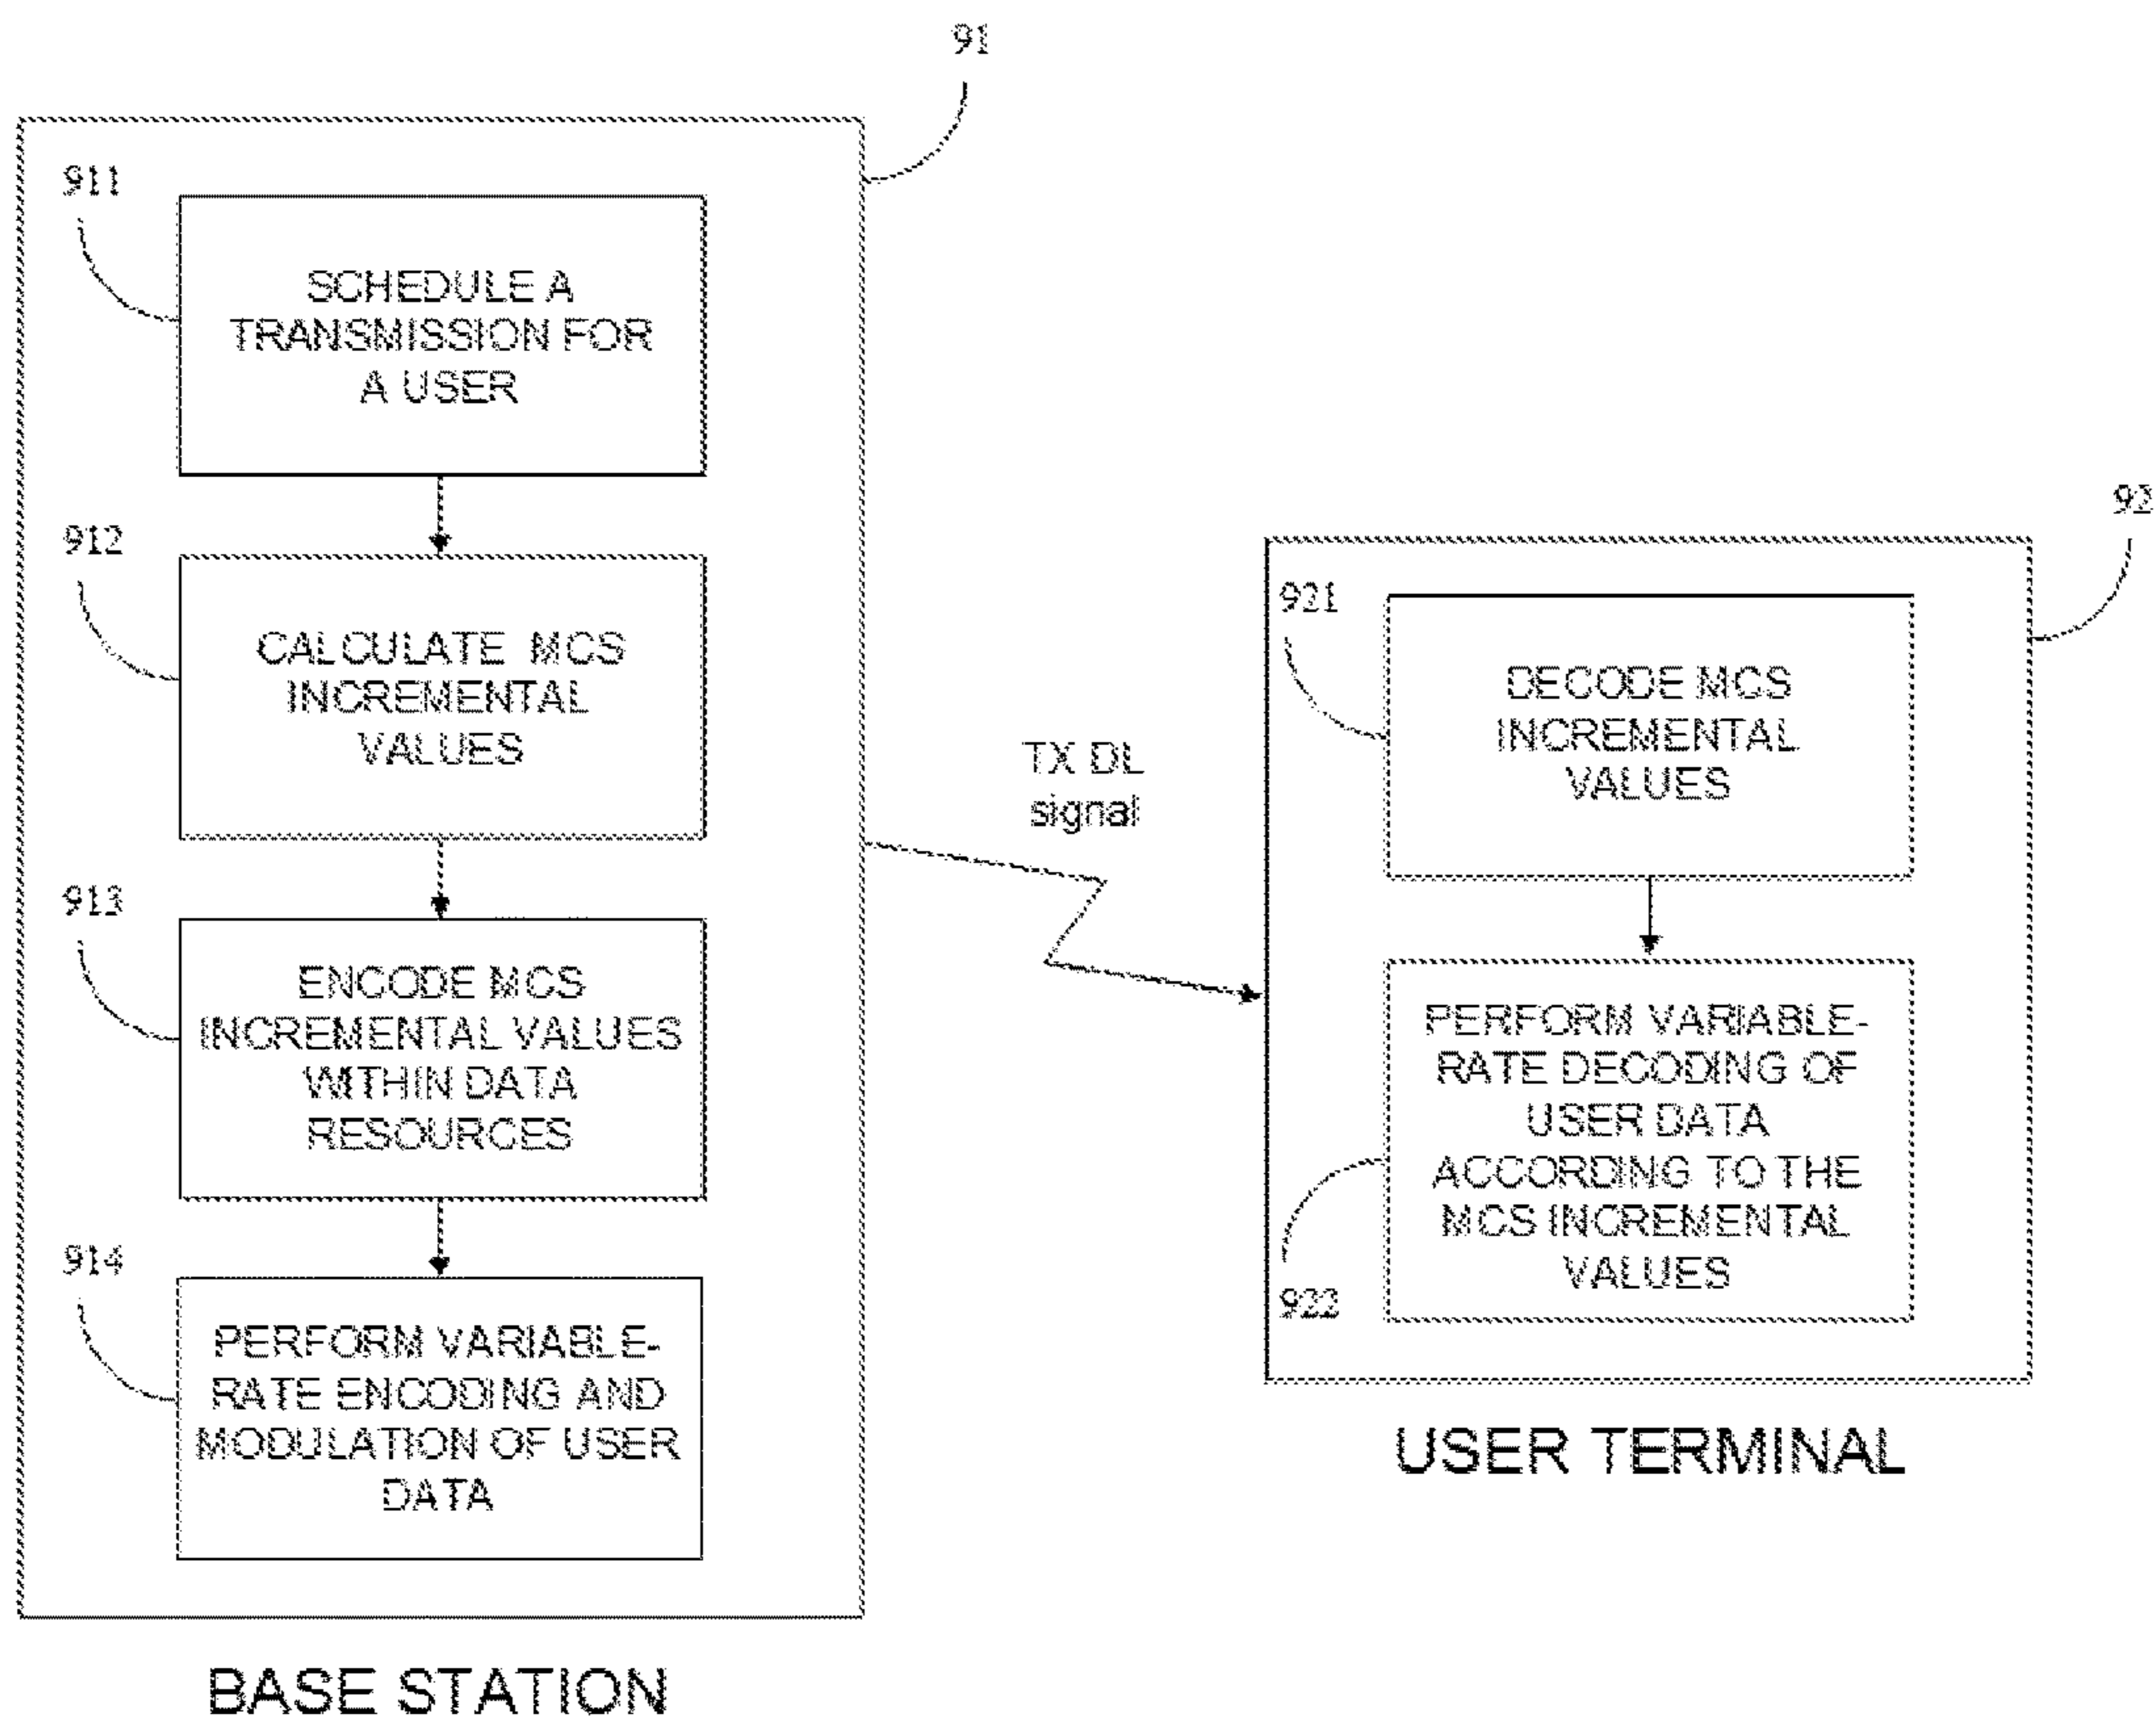 91
911
SCHEDULE A
TRANSMISSION FOR
A USER
912
CALCULATE MCS
INCREMENTAL
VALUES
913
ENCODE MCS
INCREMENTAL VALUES
WITHIN DATA
RESOURCES
914
PERFORM VARIABLE-
RATE ENCODING AND
MODULATION OF USER
DATA
BASE STATION
TX DL
signal
92
921
DECODE MCS
INCREMENTAL
VALUES
PERFORM VARIABLE-
RATE DECODING OF
USER DATA
ACCORDING TO THE
MCS INCREMENTAL
VALUES
922
USER TERMINAL